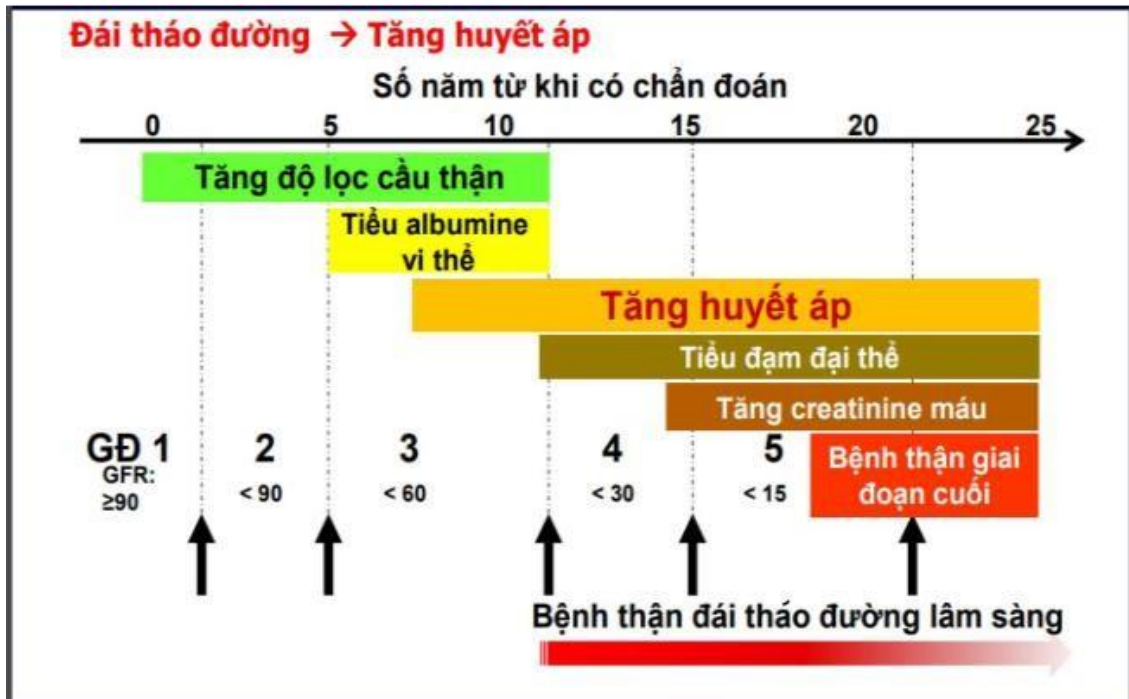 Đái tháo đường → Tăng huyết áp
Số năm từ khi có chẩn đoán
0 5 10 15 20 25
Tăng độ lọc cầu thận
Tiểu albumine
vi thể
Tăng huyết áp
Tiểu đạm đại thể
Tăng creatinine máu
GĐ 1 2 3 4 5
GFR:
≥90 < 90 < 60 < 30 < 15
Bệnh thận giai
đoạn cuối
Bệnh thận đái tháo đường lâm sàng